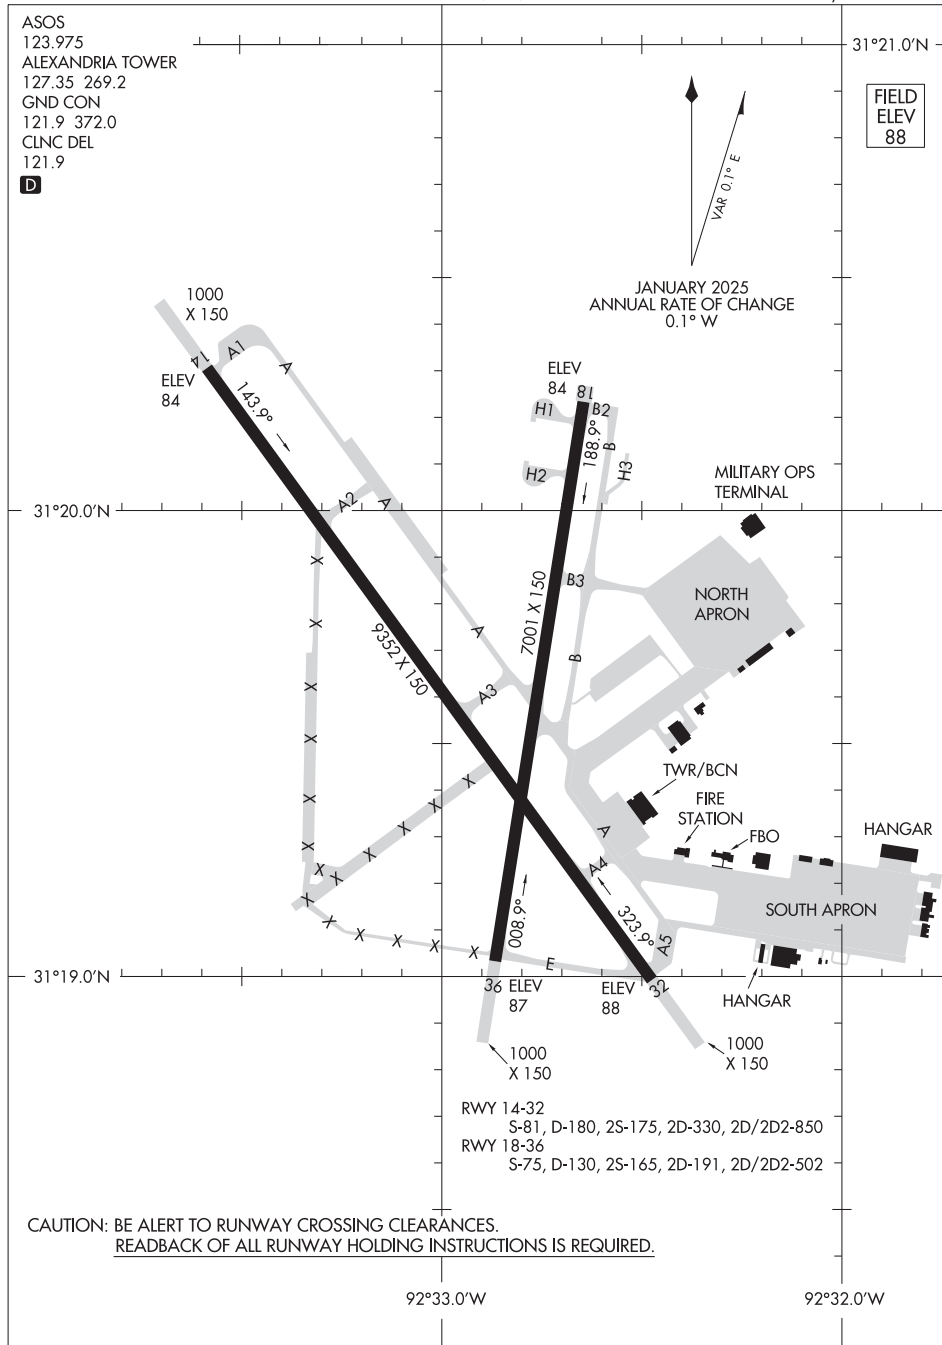 ASOS
123.975
ALEXANDRIA TOWER
127.35 269.2
GND CON
121.9 372.0
CLNC DEL
121.9
D
31°21.0'N
FIELD
ELEV
88
VAR 0.1° E
JANUARY 2025
ANNUAL RATE OF CHANGE
0.1° W
1000
X 150
14
A1
A
ELEV
84
143.9°
ELEV
84
18
H1
B2
188.9°
B
H2
H3
MILITARY OPS
TERMINAL
31°20.0'N
A2
A
X
B3
NORTH
APRON
7001 X 150
X
A
9352 X 150
B
X
A3
X
TWR/BCN
X
X
X
FIRE
STATION
FBO
HANGAR
X
A
X
X
X
X
A4
X
SOUTH APRON
X
323.9°
008.9°
X
X
X
X
A5
E
31°19.0'N
36
ELEV
87
ELEV
88
32
HANGAR
1000
X 150
1000
X 150
RWY 14-32
S-81, D-180, 2S-175, 2D-330, 2D/2D2-850
RWY 18-36
S-75, D-130, 2S-165, 2D-191, 2D/2D2-502
CAUTION: BE ALERT TO RUNWAY CROSSING CLEARANCES.
READBACK OF ALL RUNWAY HOLDING INSTRUCTIONS IS REQUIRED.
92°33.0'W
92°32.0'W